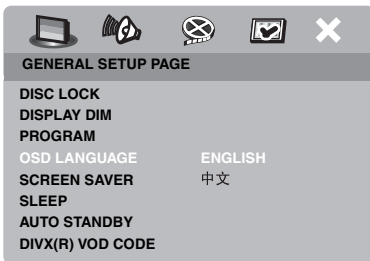 GENERAL SETUP PAGE
DISC LOCK
DISPLAY DIM
PROGRAM
OSD LANGUAGE ENGLISH
SCREEN SAVER 中文
SLEEP
AUTO STANDBY
DIVX(R) VOD CODE